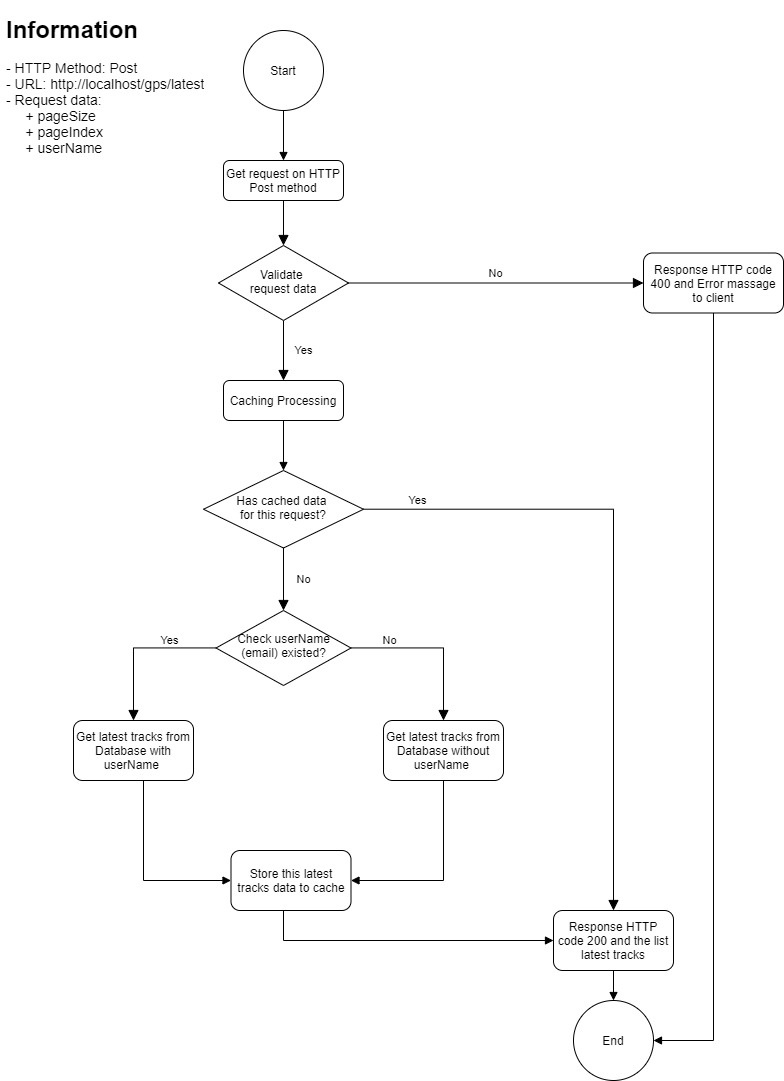 Information
- HTTP Method: Post
- URL: http://localhost/gps/latest
- Request data:
+ pageSize
+ pageIndex
+ userName
Start
Get request on HTTP
Post method
Validate
request data
No
Response HTTP code
400 and Error massage
to client
Yes
Caching Processing
Has cached data
for this request?
Yes
No
Check userName
(email) existed?
Yes
No
Get latest tracks from
Database with
userName
Get latest tracks from
Database without
userName
Store this latest
tracks data to cache
Response HTTP
code 200 and the list
latest tracks
End